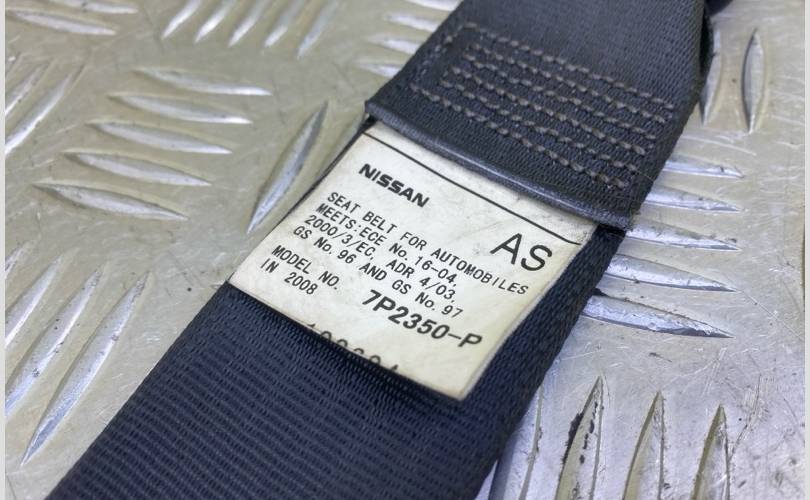 NISSAN
AS
SEAT BELT FOR AUTOMOBILES
MEETS:ECE No. 16-04,
2000/3/EC, ADR 4/03,
GS No. 96 AND GS No. 97
MODEL NO. 7P2350-P
IN 2008